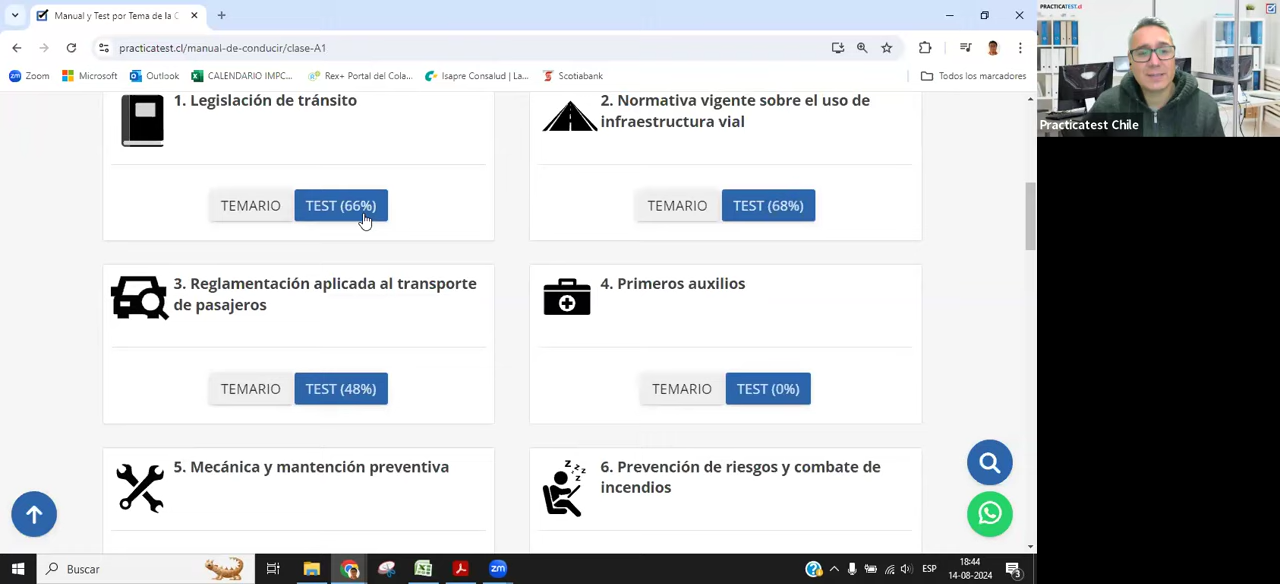 Manual y Test por Tema de la C
practicatest.cl/manual-de-conducir/clase-A1
Zoom
Microsoft
Outlook
CALENDARIO IMPC...
Rex+ Portal del Cola...
Isapre Consalud | La...
Scotiabank
Todos los marcadores
PRACTICATEST.cl
Practicatest Chile
1. Legislación de tránsito
TEMARIO
TEST (66%)
2. Normativa vigente sobre el uso de
infraestructura vial
TEMARIO
TEST (68%)
3. Reglamentación aplicada al transporte
de pasajeros
TEMARIO
TEST (48%)
4. Primeros auxilios
TEMARIO
TEST (0%)
5. Mecánica y mantención preventiva
6. Prevención de riesgos y combate de
incendios
Buscar
ESP
18:44
14-08-2024
3